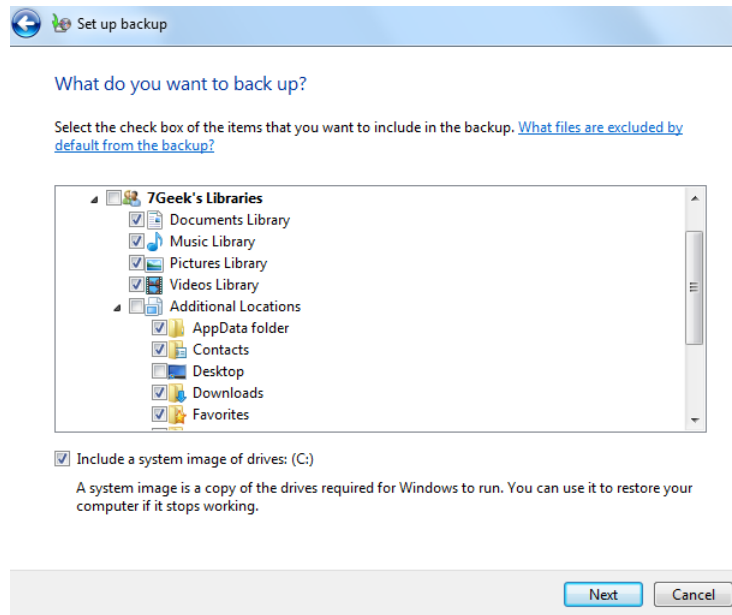 Set up backup
What do you want to back up?
Select the check box of the items that you want to include in the backup. What files are excluded by
default from the backup?
7Geek's Libraries
Documents Library
Music Library
Pictures Library
Videos Library
Additional Locations
AppData folder
Contacts
Desktop
Downloads
Favorites
Include a system image of drives: (C:)
A system image is a copy of the drives required for Windows to run. You can use it to restore your
computer if it stops working.
Next Cancel